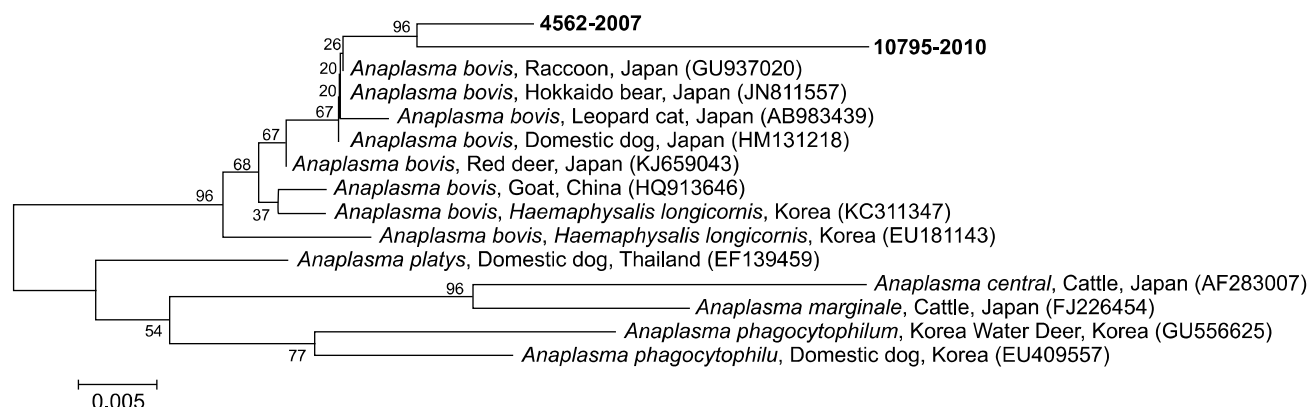 96
4562-2007
26
10795-2010
20
Anaplasma bovis, Raccoon, Japan (GU937020)
20
Anaplasma bovis, Hokkaido bear, Japan (JN811557)
67
Anaplasma bovis, Leopard cat, Japan (AB983439)
67
Anaplasma bovis, Domestic dog, Japan (HM131218)
68
Anaplasma bovis, Red deer, Japan (KJ659043)
96
Anaplasma bovis, Goat, China (HQ913646)
37
Anaplasma bovis, Haemaphysalis longicornis, Korea (KC311347)
Anaplasma bovis, Haemaphysalis longicornis, Korea (EU181143)
Anaplasma platys, Domestic dog, Thailand (EF139459)
96
Anaplasma central, Cattle, Japan (AF283007)
Anaplasma marginale, Cattle, Japan (FJ226454)
54
Anaplasma phagocytophilum, Korea Water Deer, Korea (GU556625)
77
Anaplasma phagocytophilu, Domestic dog, Korea (EU409557)
0.005